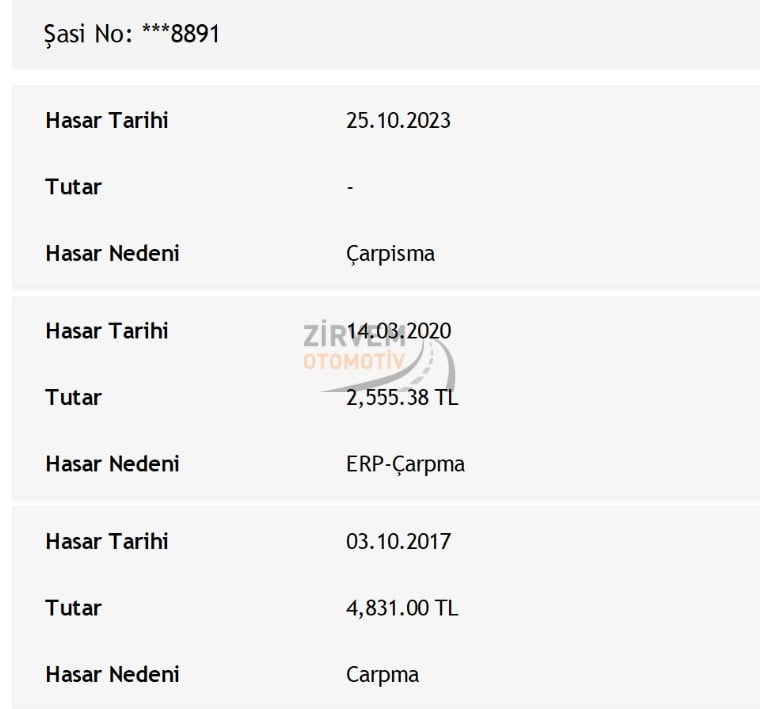 Şasi No: ***8891
Hasar Tarihi 25.10.2023
Tutar -
Hasar Nedeni Çarpisma
Hasar Tarihi 14.03.2020
ZİRVEM
OTOMOTİV
Tutar 2,555.38 TL
Hasar Nedeni ERP-Çarpma
Hasar Tarihi 03.10.2017
Tutar 4,831.00 TL
Hasar Nedeni Carpma